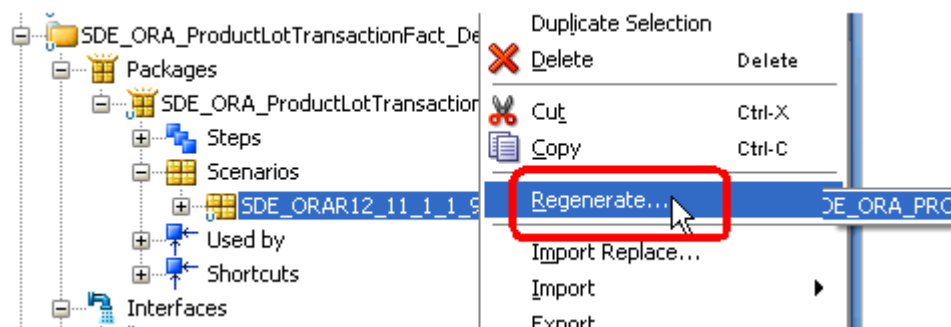 SDE_ORA_ProductLotTransactionFact_De
Packages
SDE_ORA_ProductLotTransaction
Steps
Scenarios
SDE_ORAR12_11_1_1_9
Used by
Shortcuts
Interfaces
Duplicate Selection
Delete Delete
Cut Ctrl-X
Copy Ctrl-C
Regenerate...
DE_ORA_PRO
Import Replace...
Import
Export